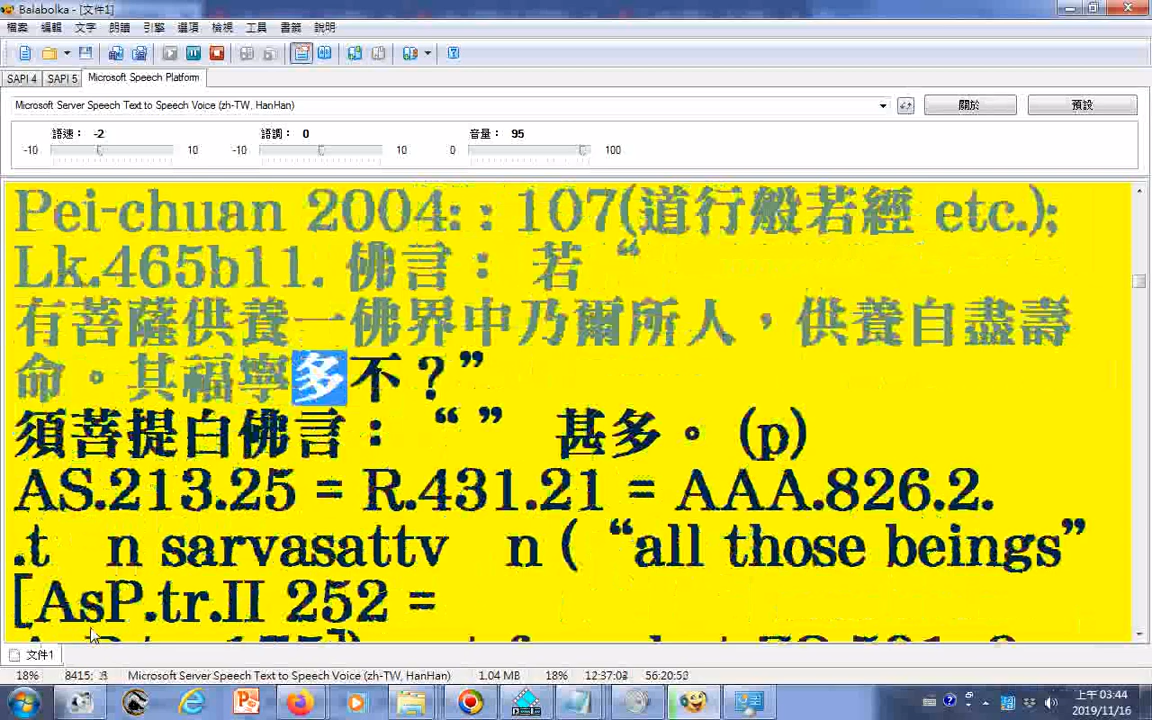 Balabolka - [文件1]
檔案 編輯 文字 朗讀 引擎 選項 檢視 工具 書籤 說明
SAPI 4 SAPI 5 Microsoft Speech Platform
Microsoft Server Speech Text to Speech Voice (zh-TW, HanHan) 關於 預設
語速： -2 語調： 0 音量： 95
-10 10 -10 10 0 100
Pei-chuan 2004: : 107(道行般若經 etc.);
Lk.465b11. 佛言： 若 “
有菩薩供養一佛界中乃爾所人，供養自盡壽
命。其福寧多不？”
須菩提白佛言： “ ” 甚多。 (p)
AS.213.25 = R.431.21 = AAA.826.2.
.t n sarvasattv n ( “all those beings”
[AsP.tr.II 252 =
文件1
18% 8415: Microsoft Server Speech Text to Speech Voice (zh-TW, HanHan) 1.04 MB 18% 12:37:03 56:20:53
上午 03:44
2019/11/16